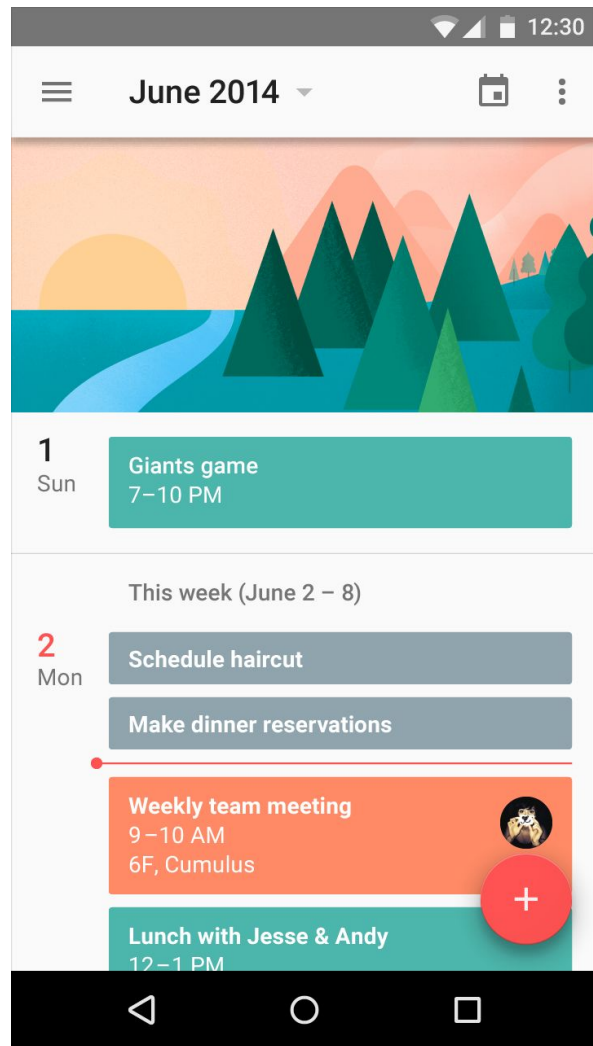 12:30
June 2014
1
Sun
Giants game
7–10 PM
This week (June 2 – 8)
2
Mon
Schedule haircut
Make dinner reservations
Weekly team meeting
9–10 AM
6F, Cumulus
Lunch with Jesse & Andy
12–1 PM